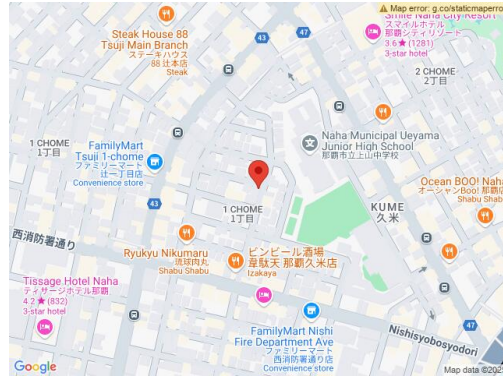 Map error: g.co/staticmaperro
Smile Naha City Resort
スマイルホテル
那覇シティリゾート
3.6★ (1281)
3-star hotel
Steak House 88
Tsuji Main Branch
ステーキハウス
88 辻本店
Steak
43
47
2 CHOME
2丁目
1 CHOME
1丁目
FamilyMart
Tsuji 1-chome
ファミリーマート
辻一丁目店
Convenience store
Naha Municipal Ueyama
Junior High School
那覇市立上山中学校
Ocean BOO! Naha
オーシャンBoo! 那覇店
Shabu Shabu
KUME
久米
43
1 CHOME
1丁目
西消防署通り
Ryukyu Nikumaru
琉球肉丸
Shabu Shabu
ビンビール酒場
韋駄天 那覇久米店
Izakaya
Tissage Hotel Naha
ティサージホテル那覇
4.2★ (832)
3-star hotel
FamilyMart Nishi
Fire Department Ave
ファミリーマート
西消防署通り店
Convenience store
Nishisyobosyodori
47
Google
Map data ©202